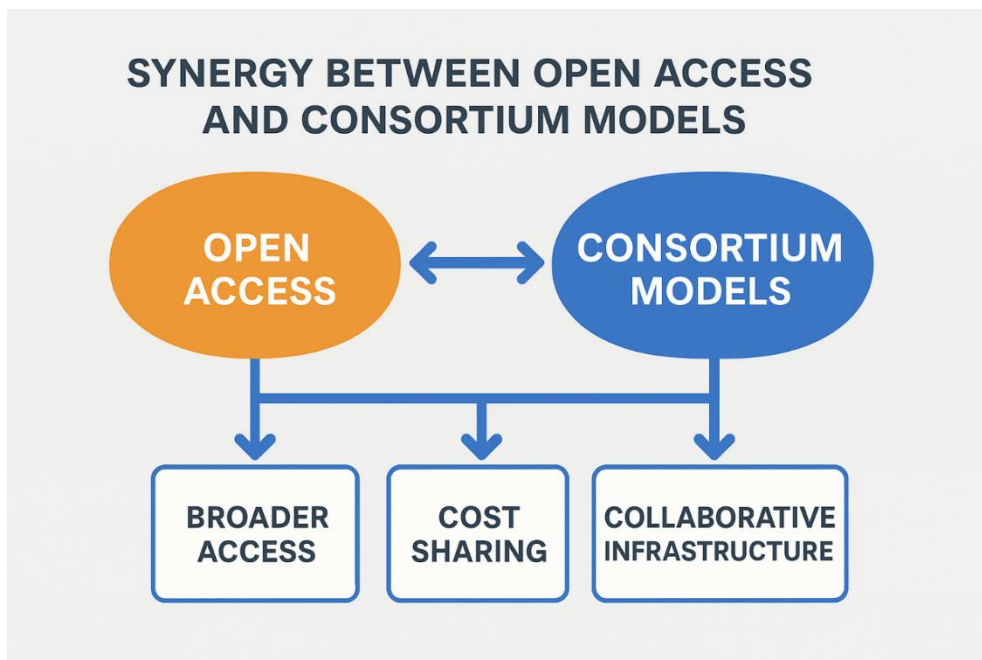 SYNERGY BETWEEN OPEN ACCESS
AND CONSORTIUM MODELS
OPEN
ACCESS
CONSORTIUM
MODELS
BROADER
ACCESS
COST
SHARING
COLLABORATIVE
INFRASTRUCTURE